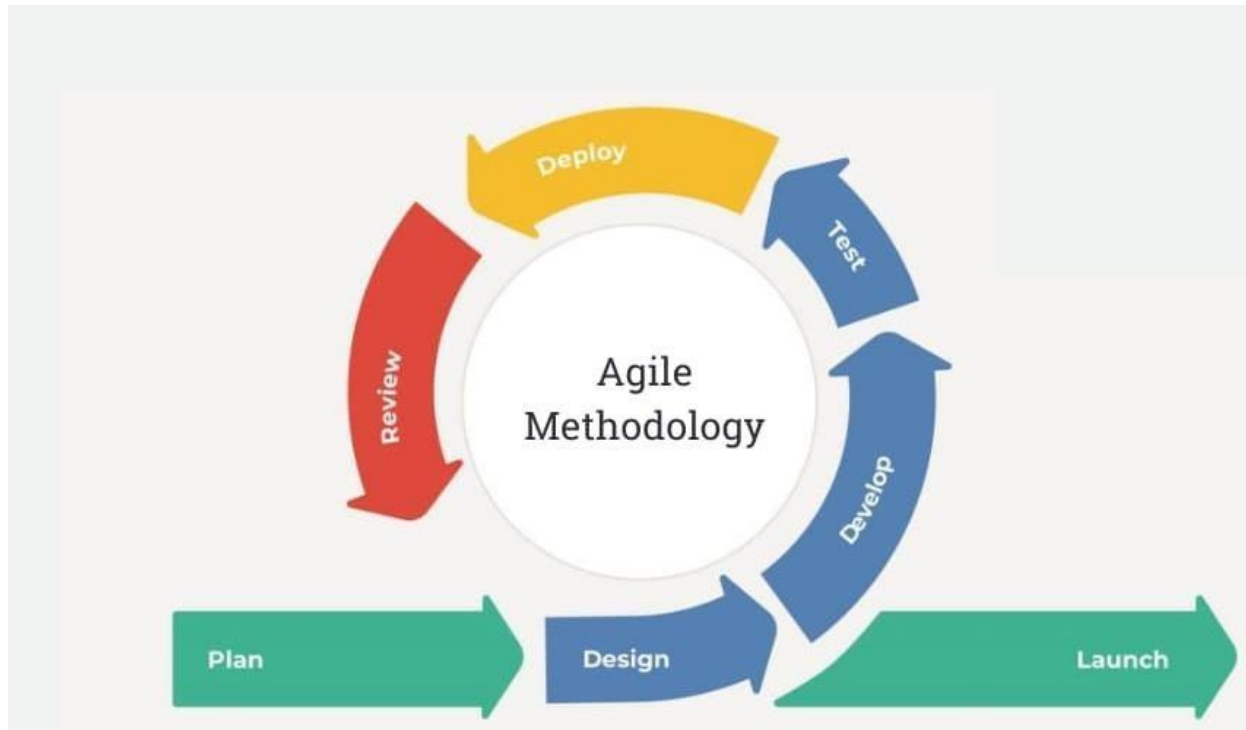 Deploy
Test
Review
Agile
Methodology
Develop
Plan
Design
Launch